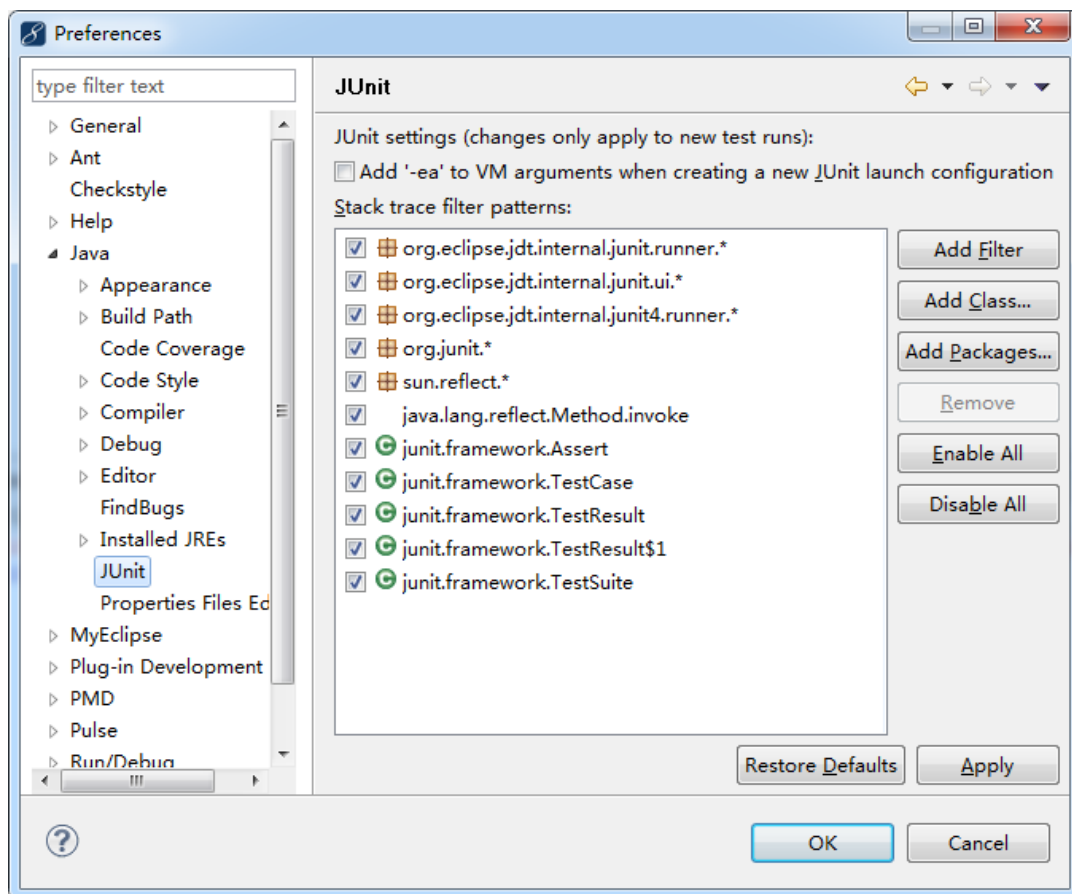 Preferences
type filter text
General
Ant
Checkstyle
Help
Java
Appearance
Build Path
Code Coverage
Code Style
Compiler
Debug
Editor
FindBugs
Installed JREs
JUnit
Properties Files Ed
MyEclipse
Plug-in Development
PMD
Pulse
Run/Debug
JUnit
JUnit settings (changes only apply to new test runs):
Add '-ea' to VM arguments when creating a new JUnit launch configuration
Stack trace filter patterns:
org.eclipse.jdt.internal.junit.runner.*
org.eclipse.jdt.internal.junit.ui.*
org.eclipse.jdt.internal.junit4.runner.*
org.junit.*
sun.reflect.*
java.lang.reflect.Method.invoke
junit.framework.Assert
junit.framework.TestCase
junit.framework.TestResult
junit.framework.TestResult$1
junit.framework.TestSuite
Add Filter
Add Class...
Add Packages...
Remove
Enable All
Disable All
Restore Defaults
Apply
OK
Cancel